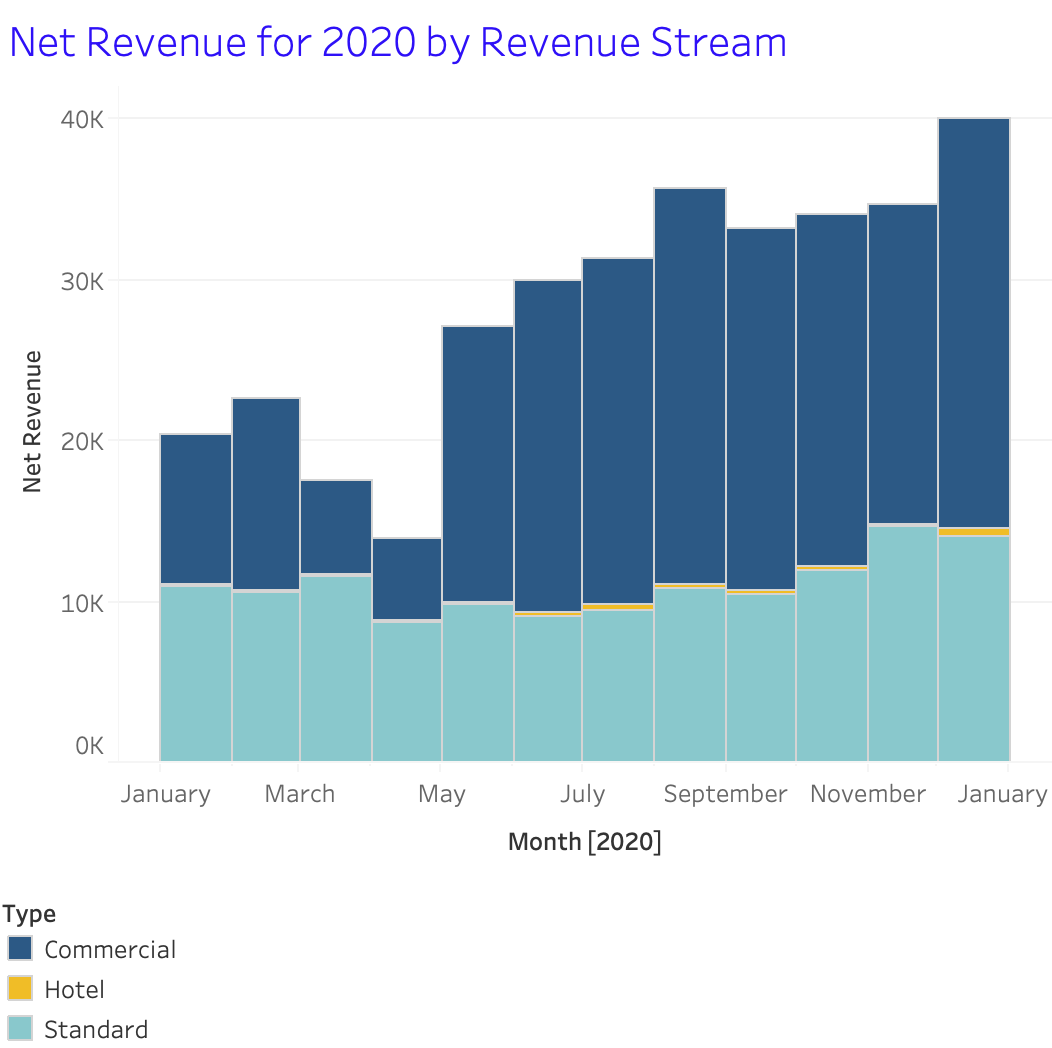 Net Revenue for 2020 by Revenue Stream
40K
30K
20K
10K
0K
Net Revenue
January March May July September November January
Month [2020]
Type
Commercial
Hotel
Standard